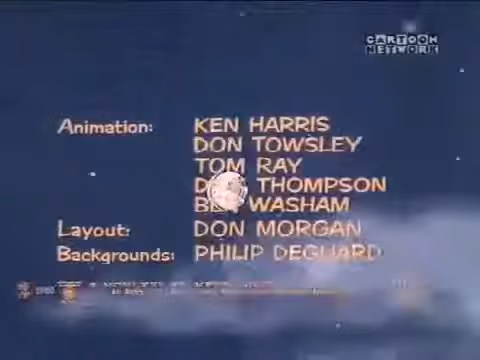 CARTOON
NETWORK
Animation: KEN HARRIS
DON TOWSLEY
TOM RAY
THOMPSON
WASHAM
Layout: DON MORGAN
Backgrounds: PHILIP DEGUARD